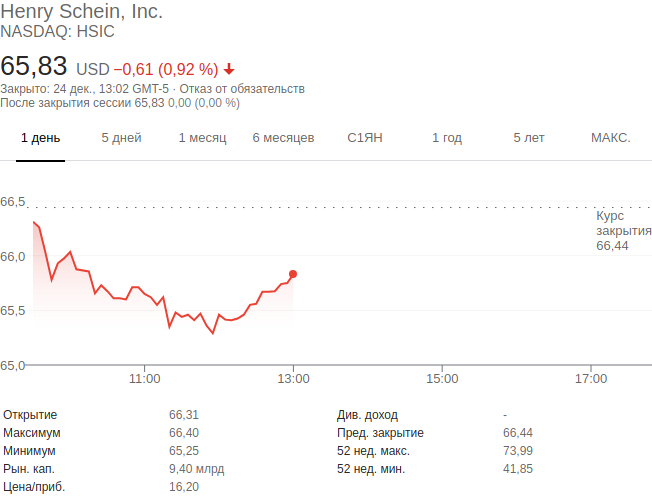 Henry Schein, Inc.
NASDAQ: HSIC
65,83 USD −0,61 (0,92 %)
Закрыто: 24 дек., 13:02 GMT-5 · Отказ от обязательств
После закрытия сессии 65,83 0,00 (0,00 %)
1 день 5 дней 1 месяц 6 месяцев С1ЯН 1 год 5 лет МАКС.
66,5
Курс
закрытия
66,44
66,0
65,5
65,0
11:00 13:00 15:00 17:00
Открытие 66,31 Див. доход -
Максимум 66,40 Пред. закрытие 66,44
Минимум 65,25 52 нед. макс. 73,99
Рын. кап. 9,40 млрд 52 нед. мин. 41,85
Цена/приб. 16,20